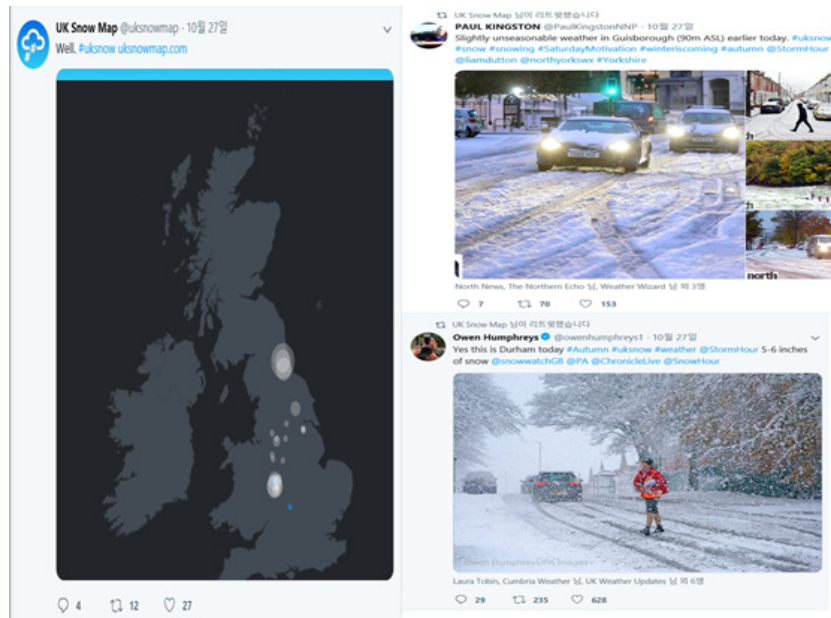 UK Snow Map @uksnowmap · 10월 27일
Well. #uksnow uksnowmap.com
4 12 27
UK Snow Map 님이 리트윗했습니다
PAUL KINGSTON @PaulKingstonNNP · 10월 27일
Slightly unseasonable weather in Guisborough (90m ASL) earlier today. #uksnow
#snow #snowing #SaturdayMotivation #winteriscoming #autumn @StormHour
@liamdutton @northyorkswx #Yorkshire
north
North News, The Northern Echo 님, Weather Wizard 님 외 3명
7 70 153
UK Snow Map 님이 리트윗했습니다
Owen Humphreys @owenhumphreys1 · 10월 27일
Yes this is Durham today #Autumn #uksnow #weather @StormHour 5-6 inches
of snow @snowwatchGB @PA @ChronicleLive @SnowHour
Owen Humphreys/PA Images
Laura Tobin, Cumbria Weather 님, UK Weather Updates 님 외 6명
29 235 628